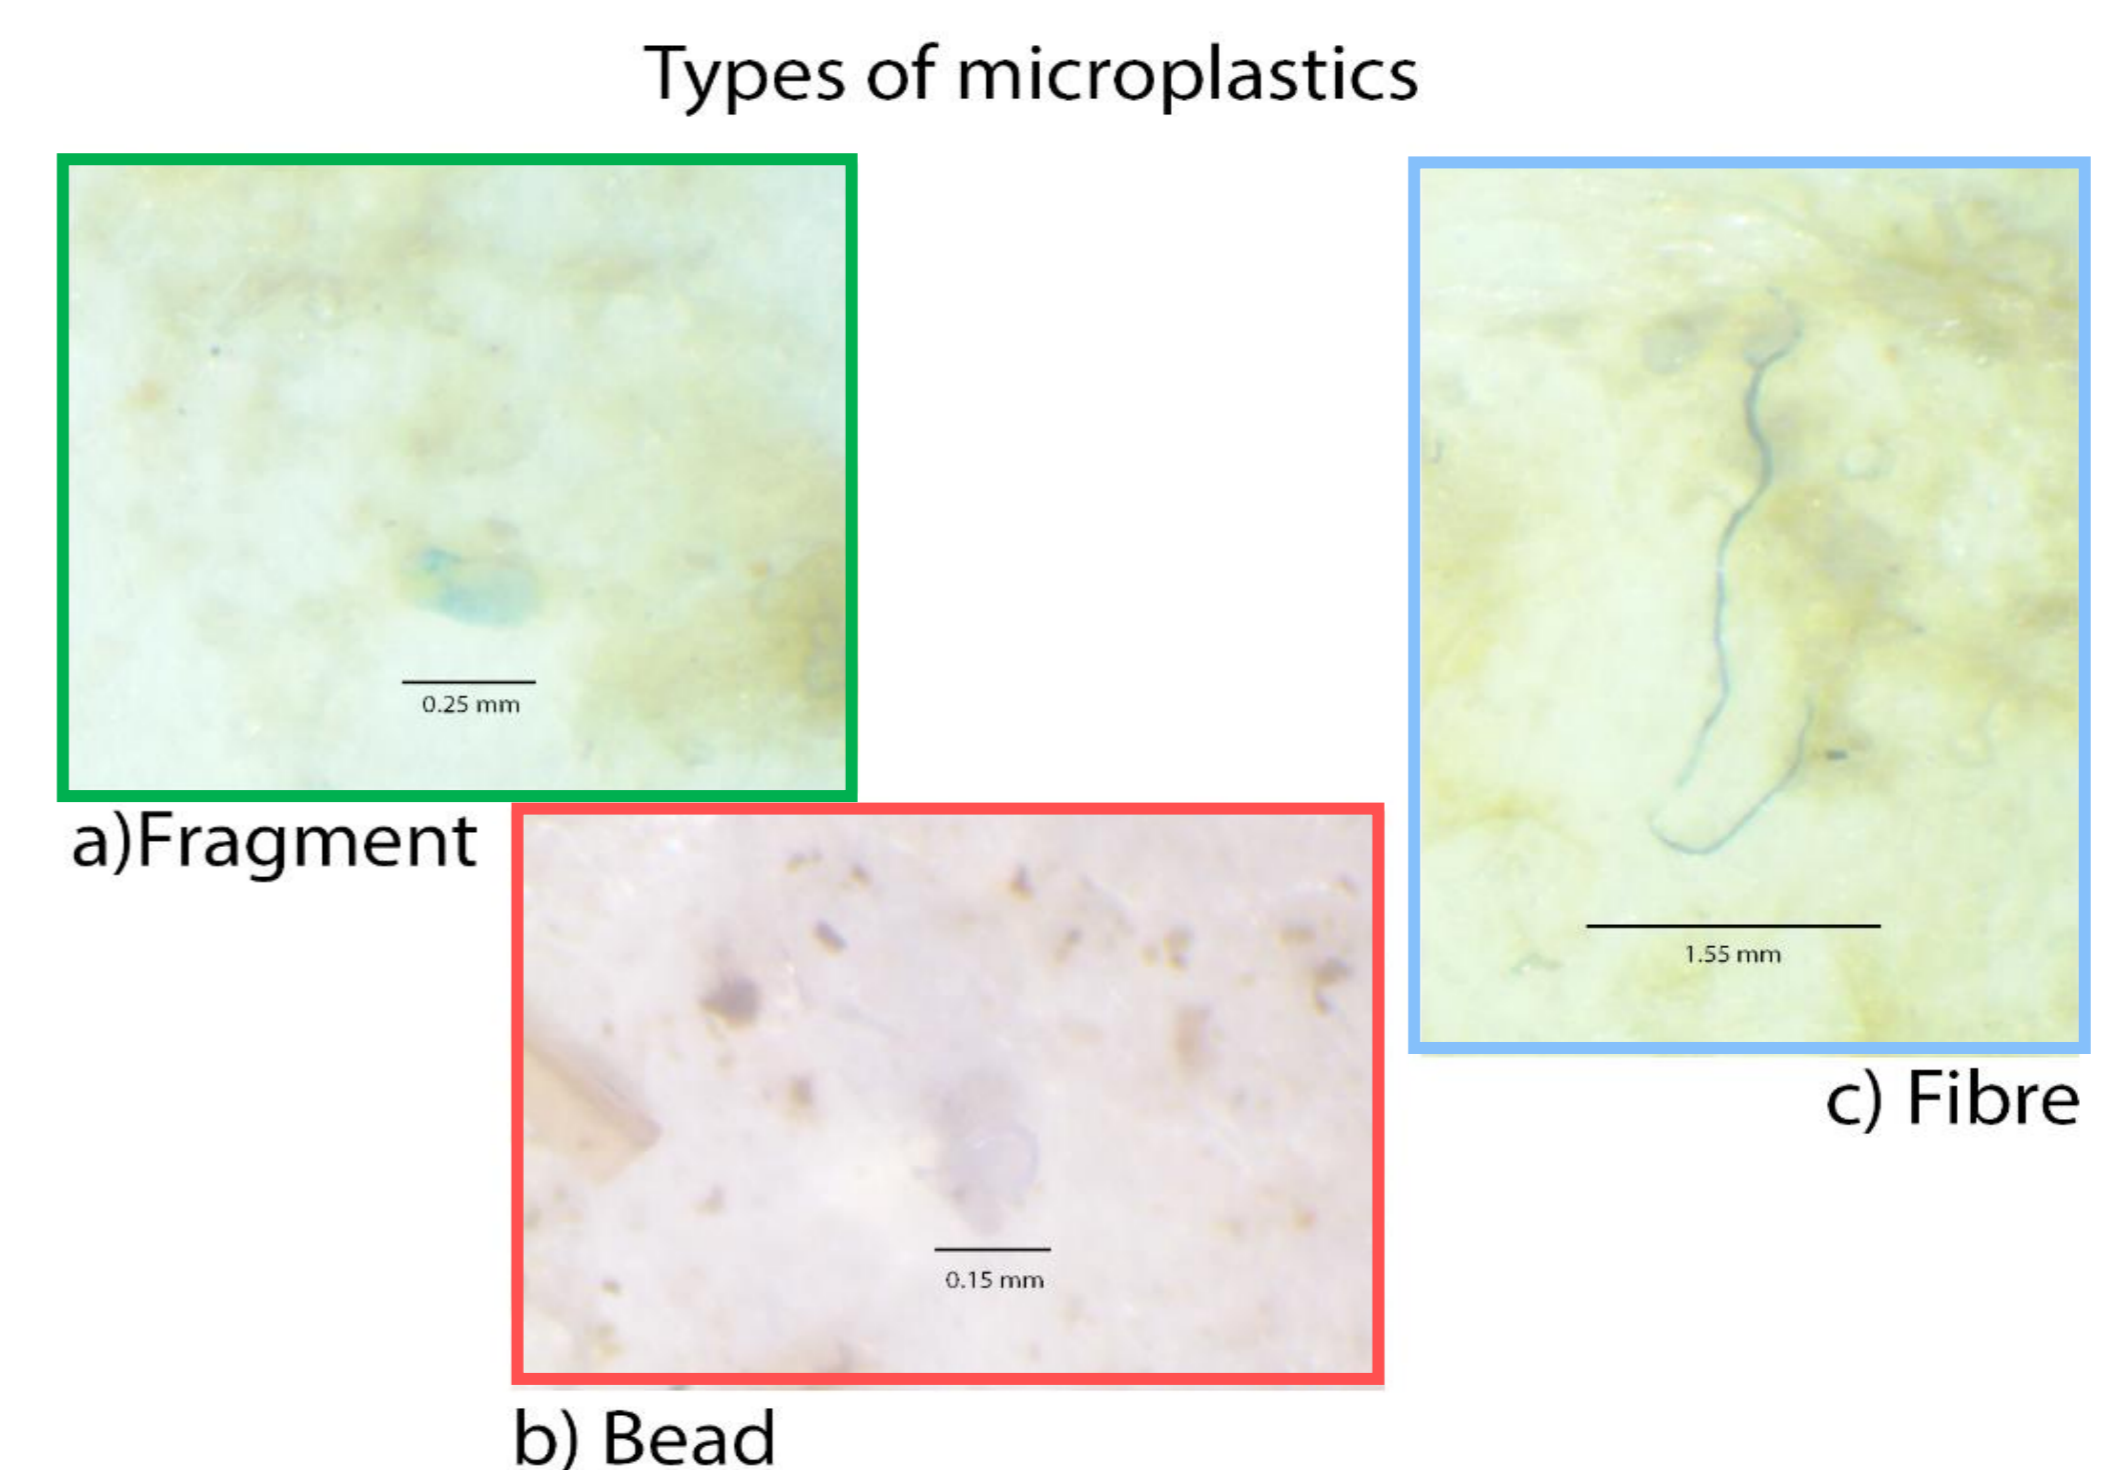 Types of microplastics
0.25 mm
a)Fragment
0.15 mm
b) Bead
1.55 mm
c) Fibre